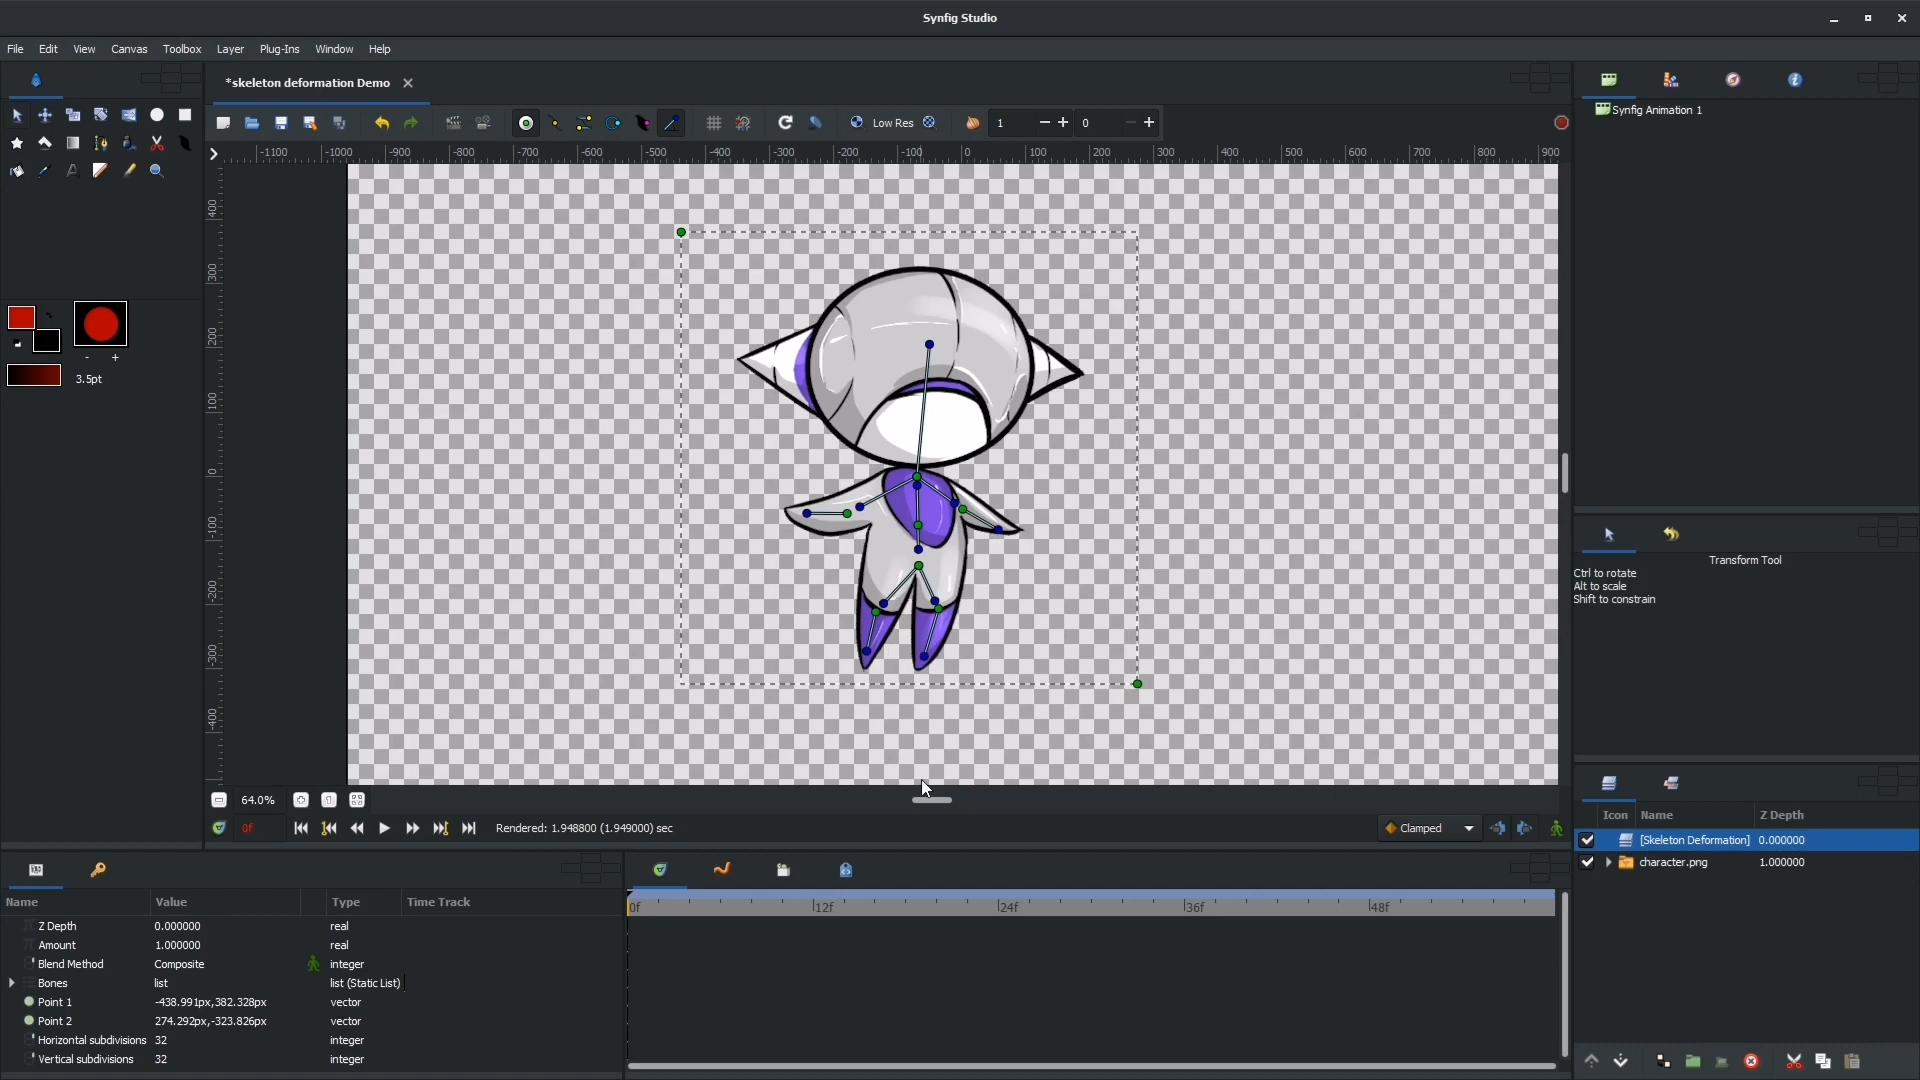 Synfig Studio
File Edit View Canvas Toolbox Layer Plug-Ins Window Help
*skeleton deformation Demo
Low Res 1 0
-1100 -1000 -900 -800 -700 -600 -500 -400 -300 -200 -100 0 100 200 300 400 500 600 700 800 900
400
300
200
100
0
-100
-200
-300
-400
- +
3.5pt
Synfig Animation 1
Transform Tool
Ctrl to rotate
Alt to scale
Shift to constrain
64.0%
0f Rendered: 1.948800 (1.949000) sec Clamped
Icon Name Z Depth
[Skeleton Deformation] 0.000000
character.png 1.000000
Name Value Type Time Track
Z Depth 0.000000 real
Amount 1.000000 real
Blend Method Composite integer
Bones list list (Static List)
Point 1 -438.991px,382.328px vector
Point 2 274.292px,-323.826px vector
Horizontal subdivisions 32 integer
Vertical subdivisions 32 integer
0f 12f 24f 36f 48f